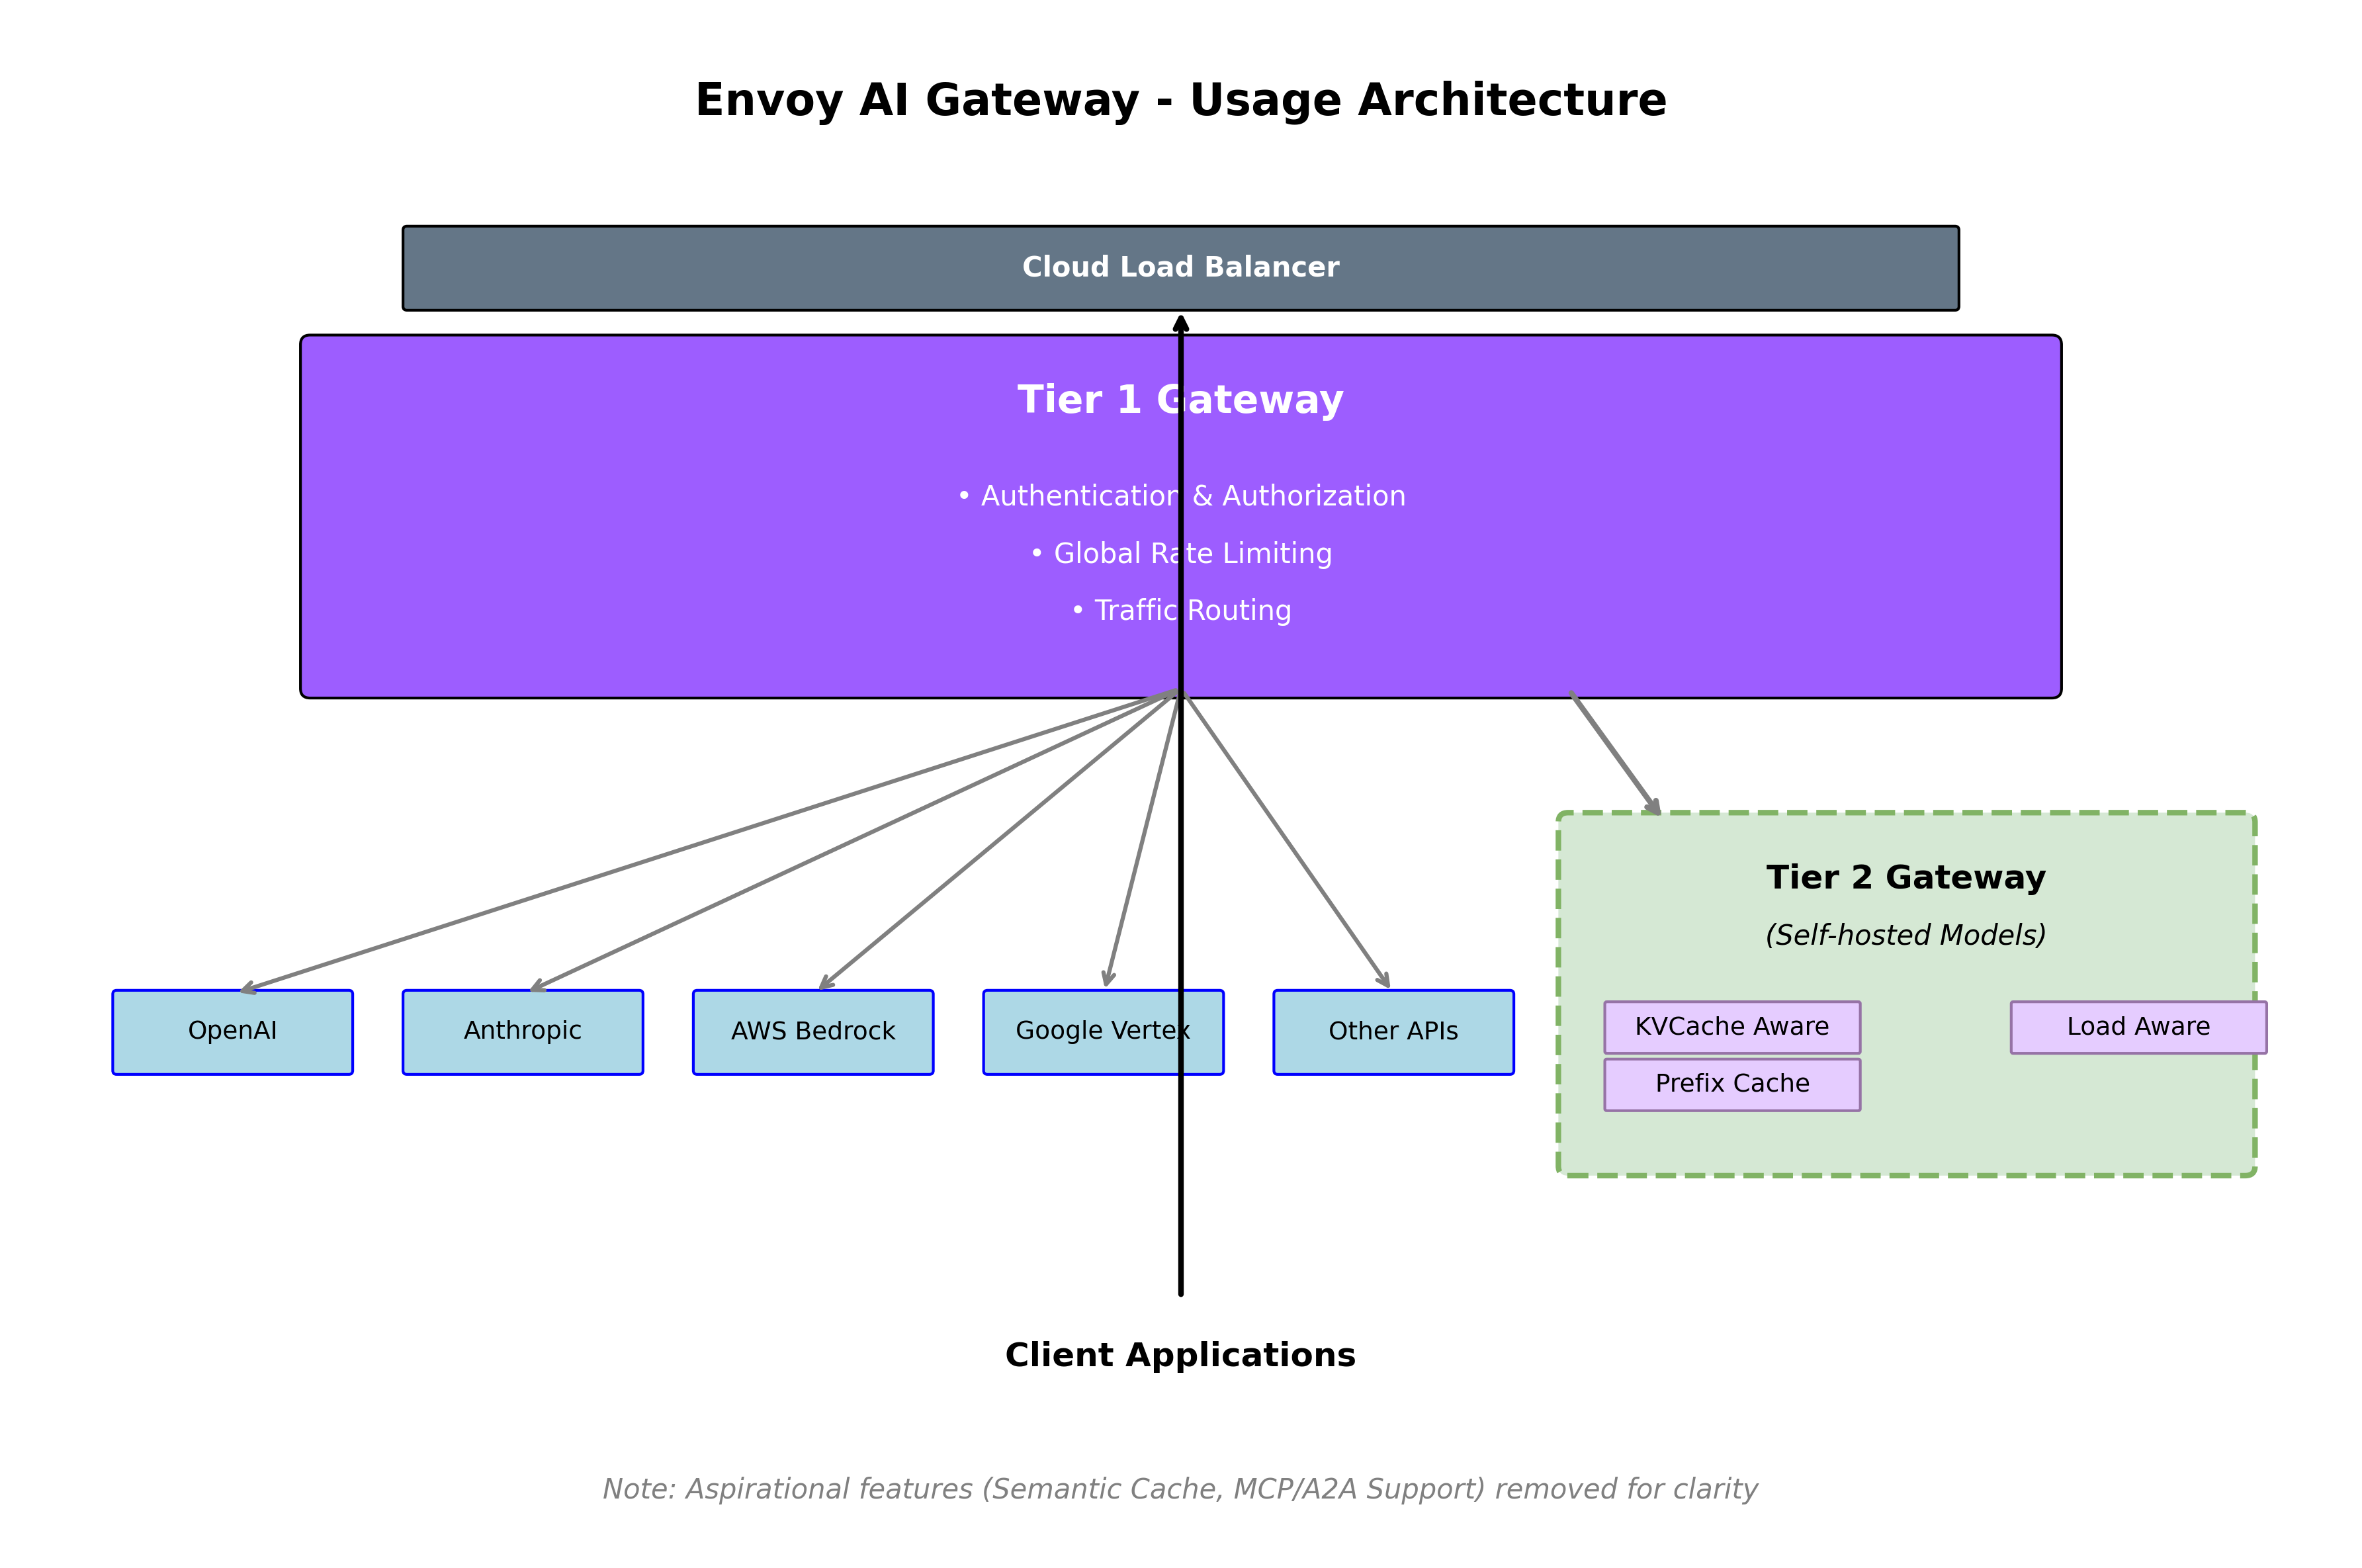 Envoy AI Gateway - Usage Architecture
Cloud Load Balancer
Tier 1 Gateway
• Authentication & Authorization
• Global Rate Limiting
• Traffic Routing
Tier 2 Gateway
(Self-hosted Models)
OpenAI
Anthropic
AWS Bedrock
Google Vertex
Other APIs
KVCache Aware
Load Aware
Prefix Cache
Client Applications
Note: Aspirational features (Semantic Cache, MCP/A2A Support) removed for clarity